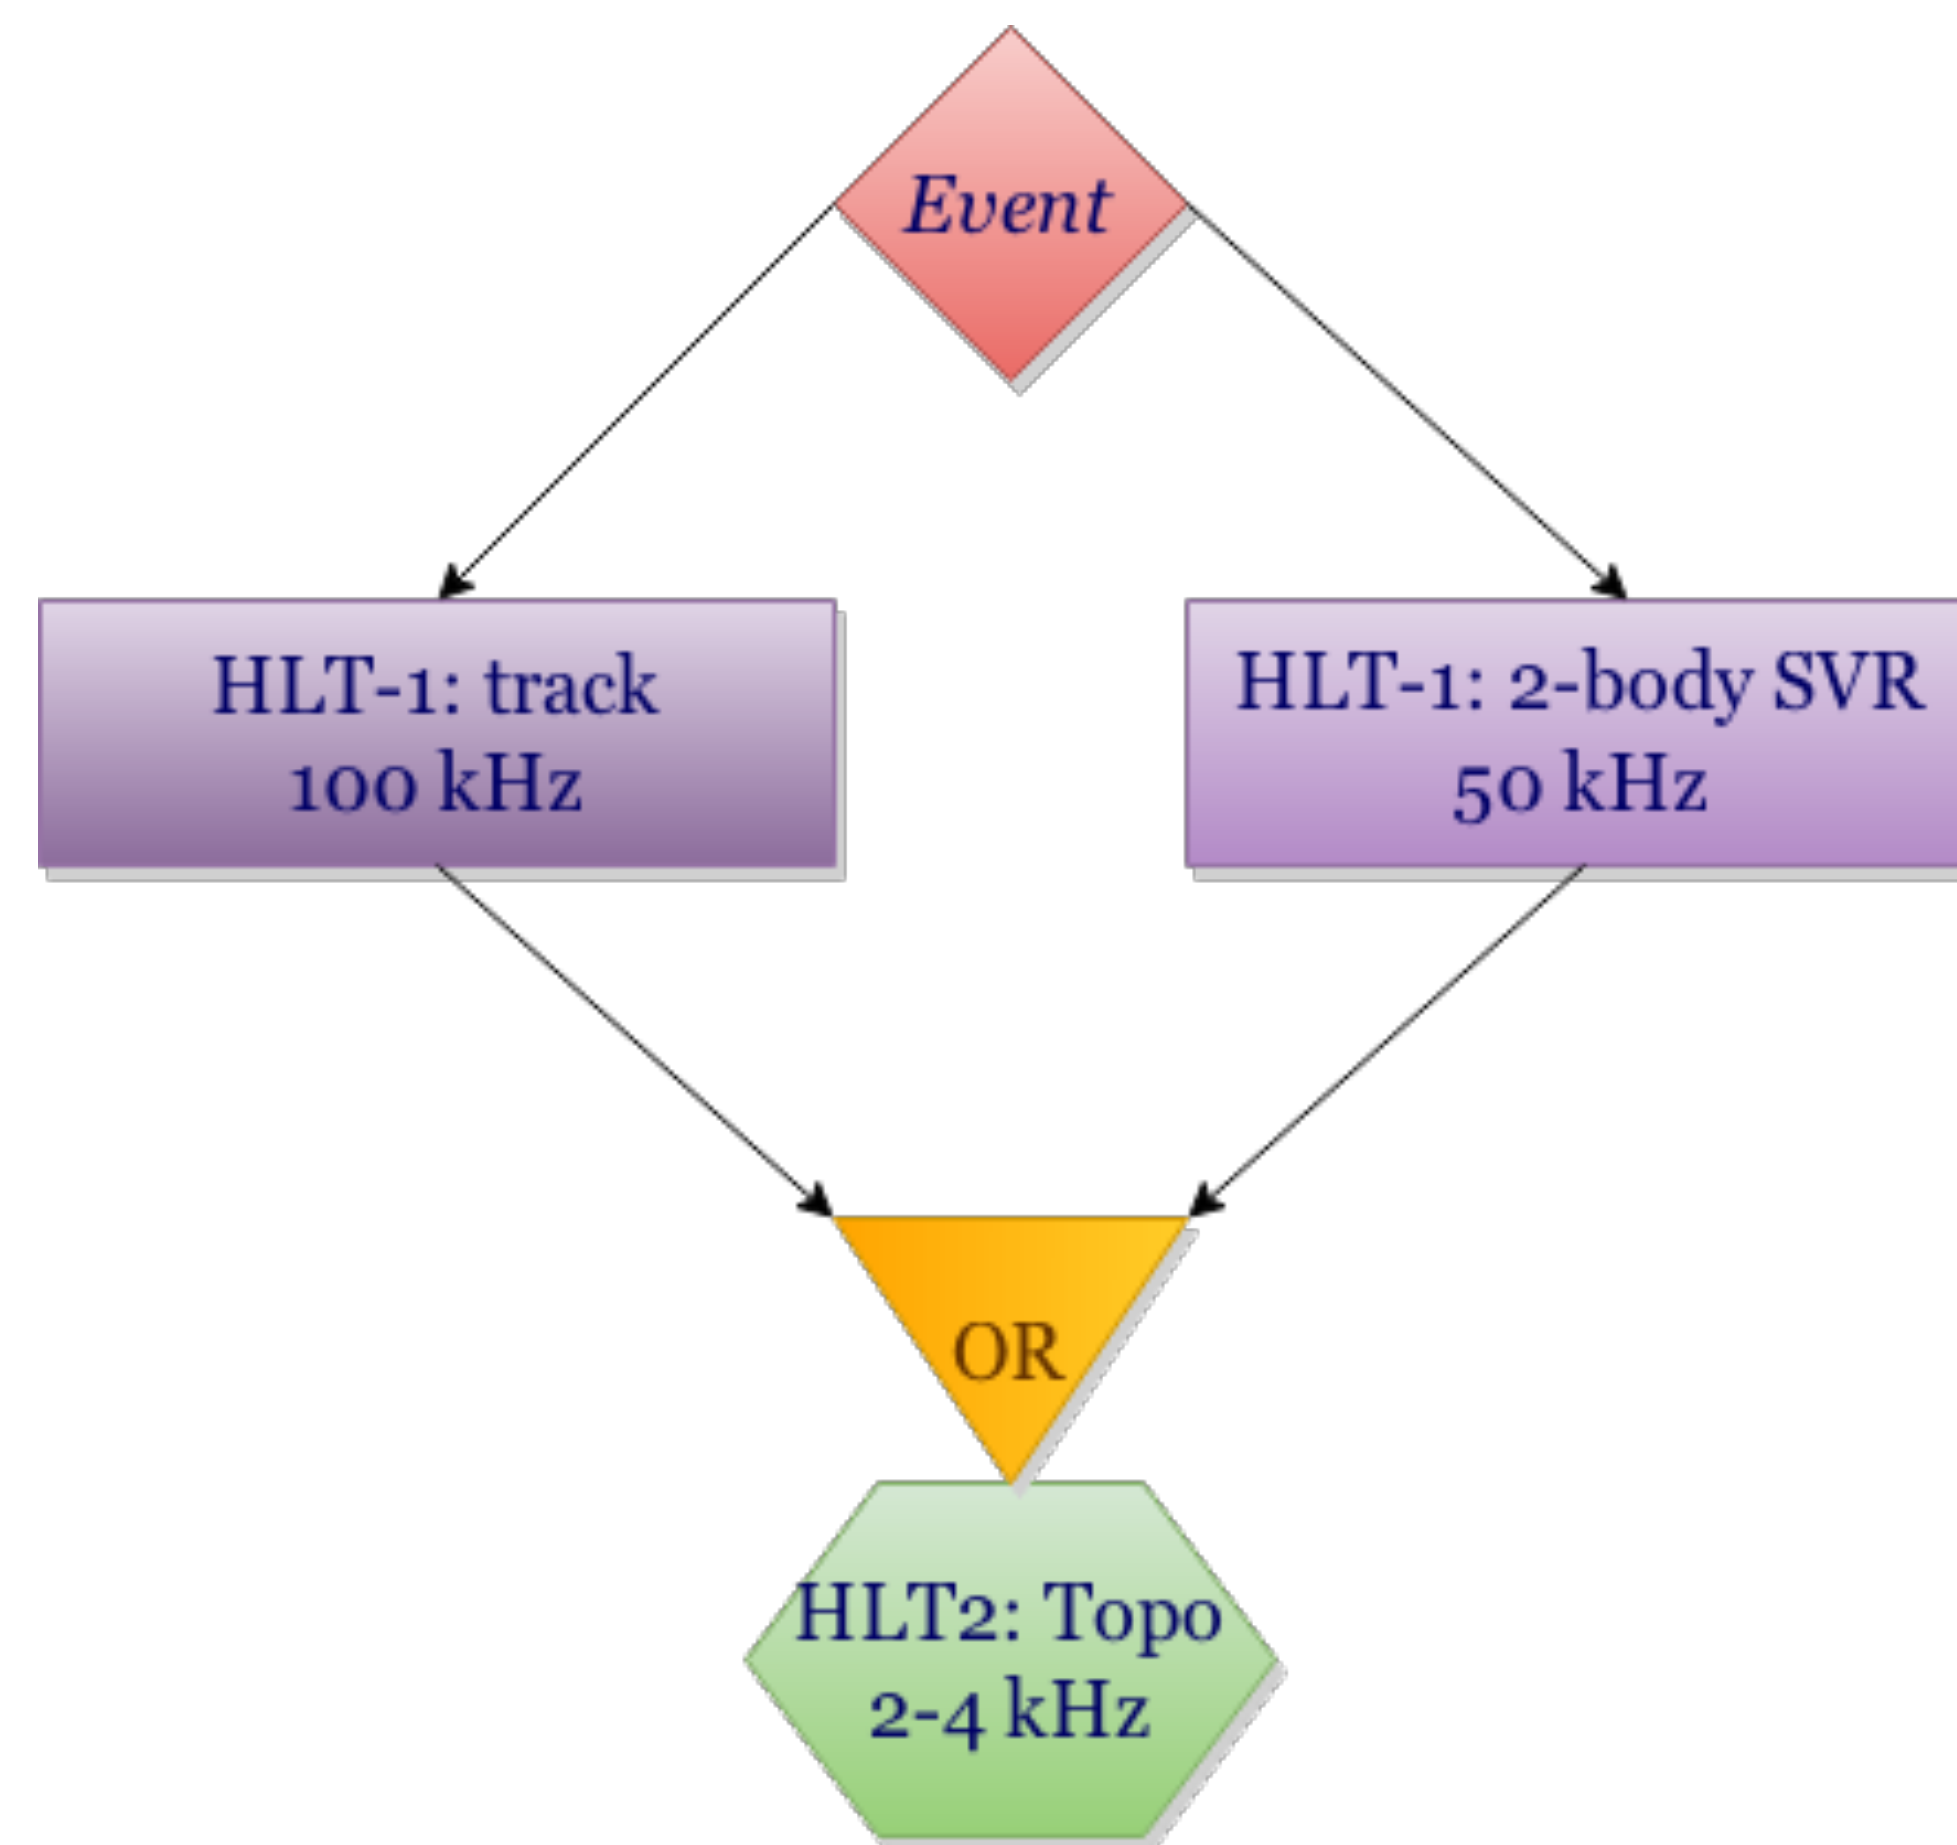 Event
HLT-1: track
100 kHz
HLT-1: 2-body SVR
50 kHz
OR
HLT2: Topo
2-4 kHz